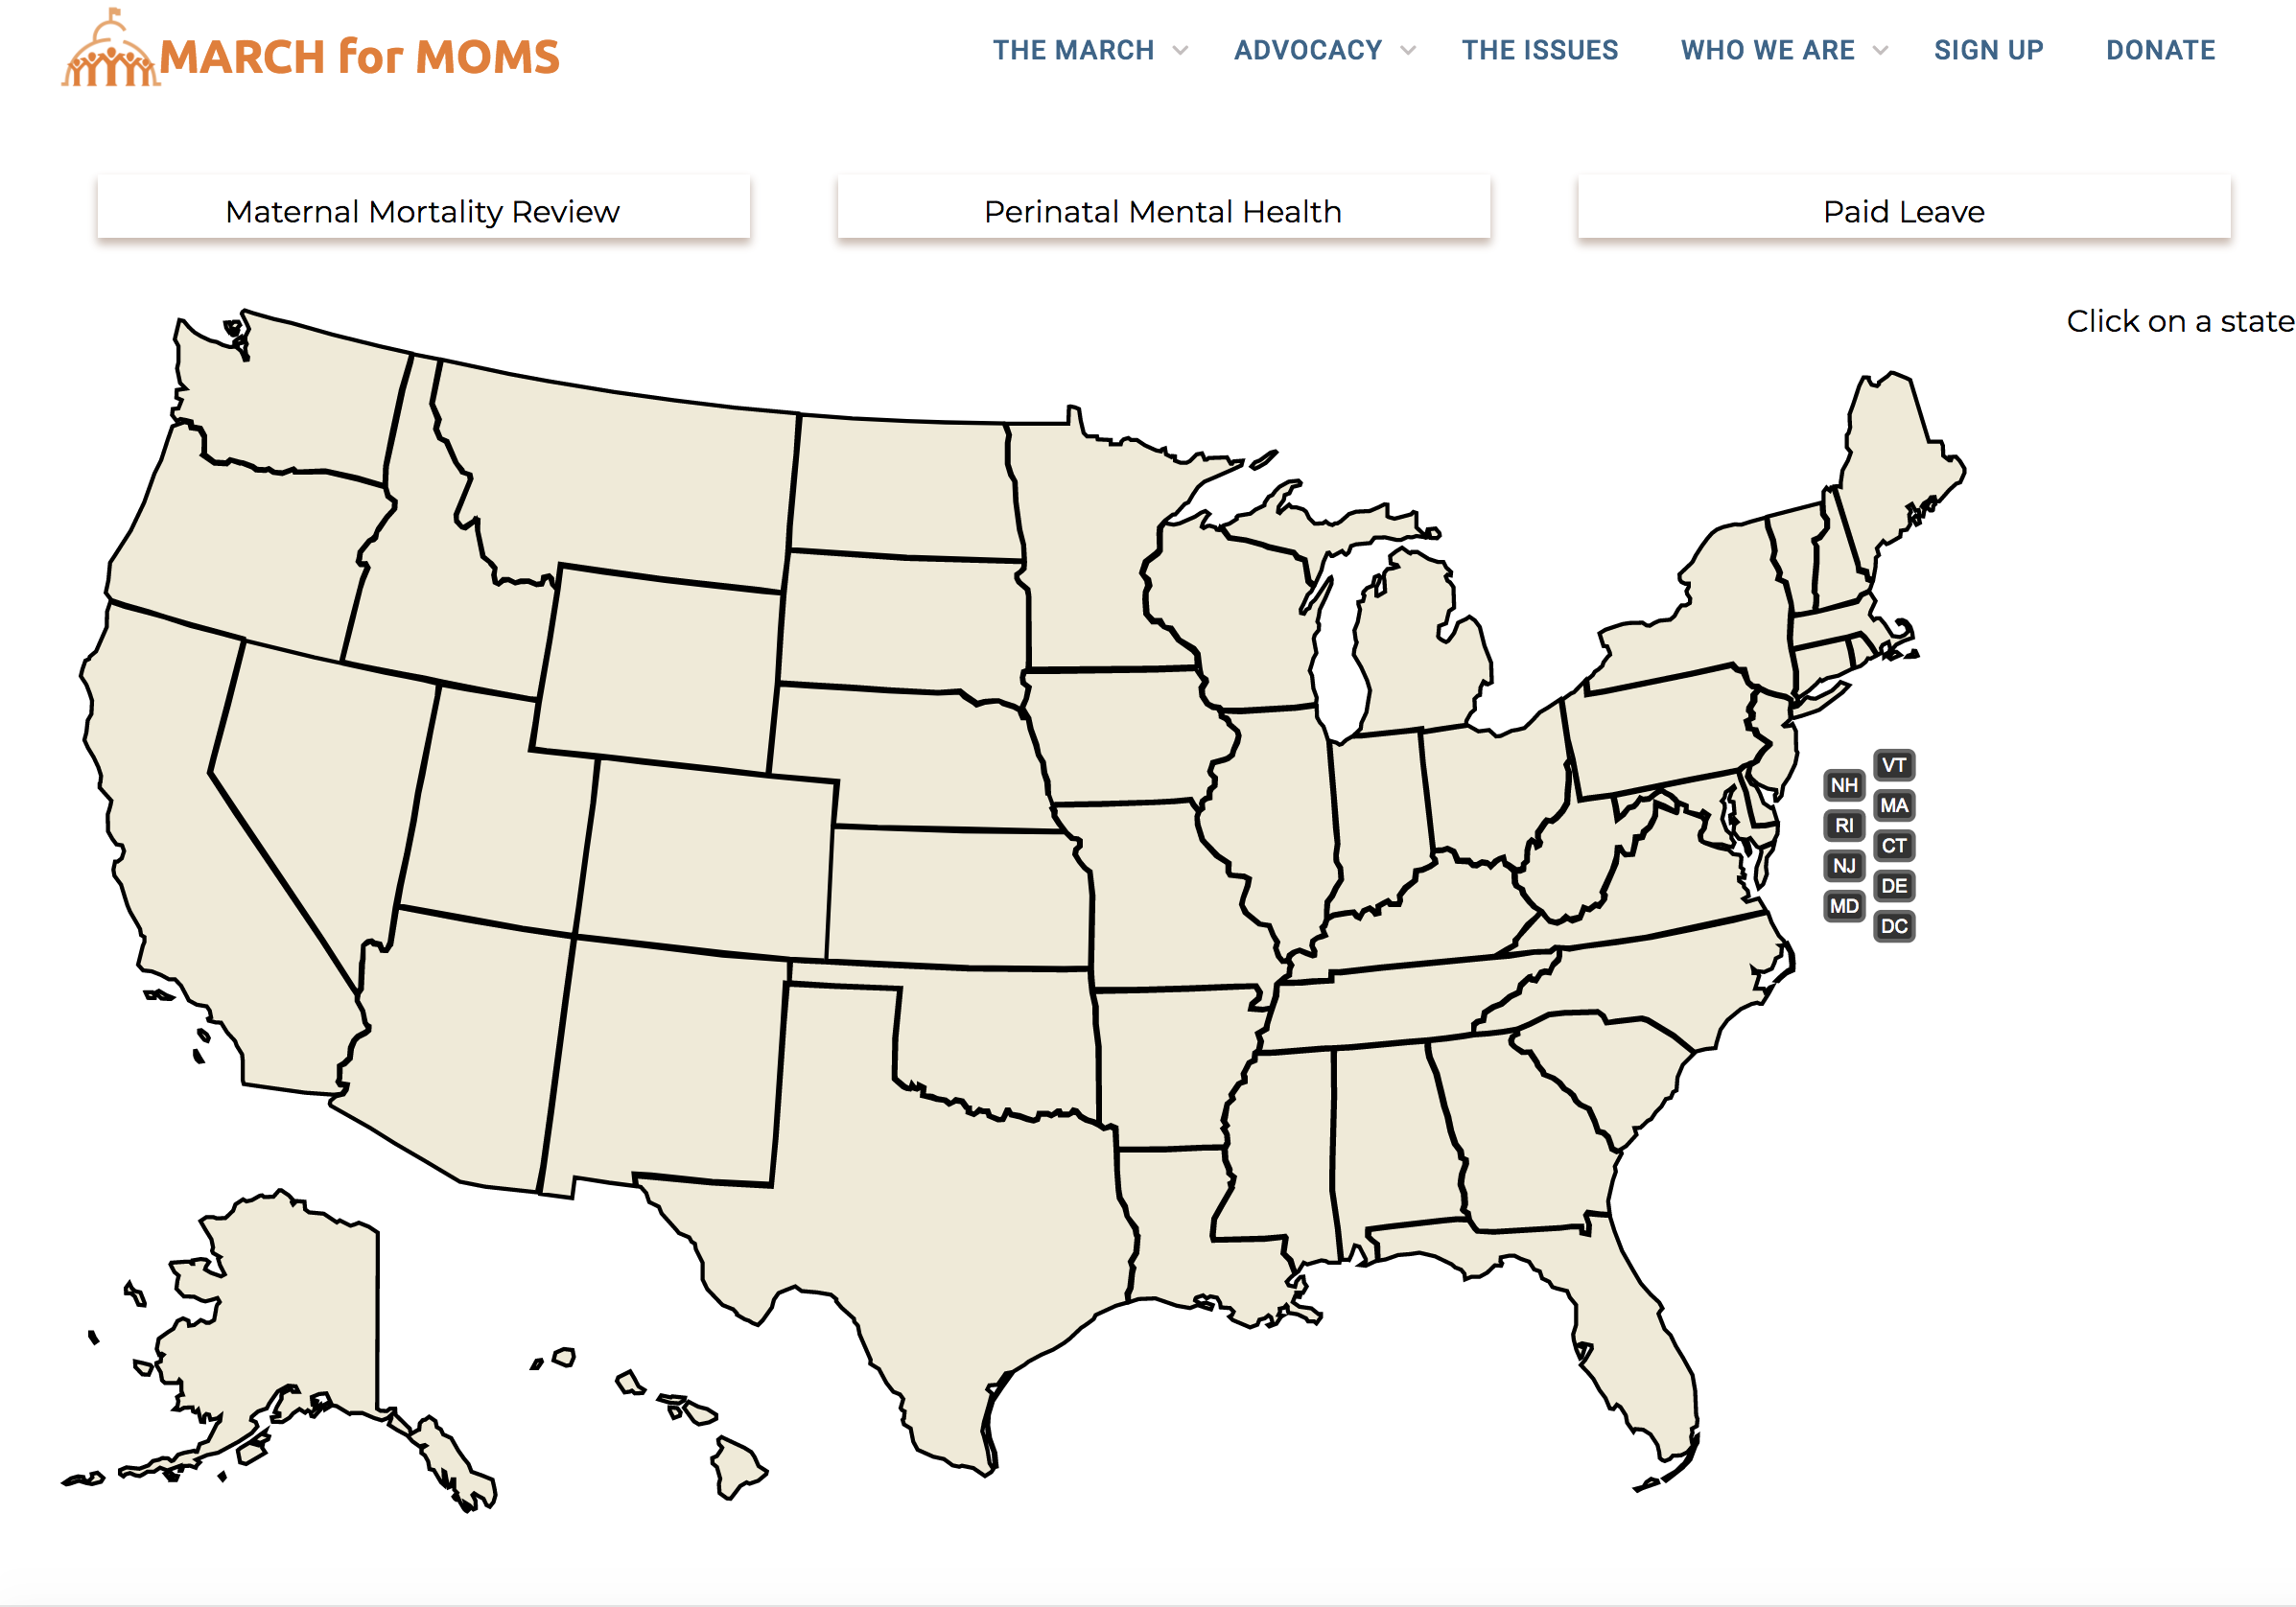 MARCH for MOMS
THE MARCH ADVOCACY THE ISSUES WHO WE ARE SIGN UP DONATE
Maternal Mortality Review
Perinatal Mental Health
Paid Leave
Click on a state
VT
NH
MA
RI
CT
NJ
DE
MD
DC